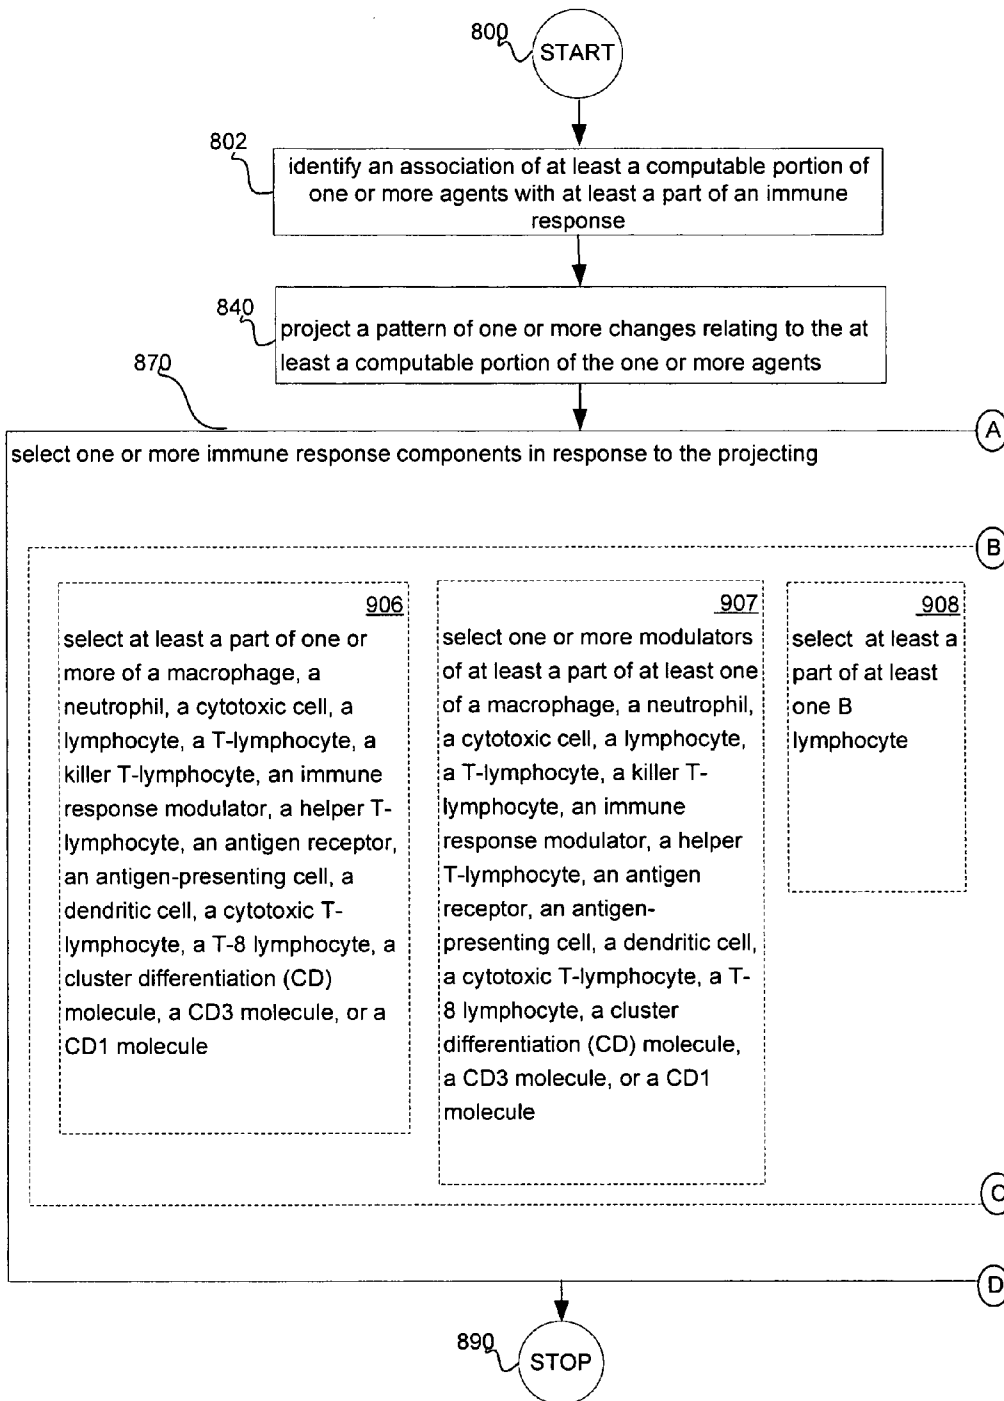 800
START
802
identify an association of at least a computable portion of
one or more agents with at least a part of an immune
response
840
project a pattern of one or more changes relating to the at
least a computable portion of the one or more agents
870
A
select one or more immune response components in response to the projecting
B
906
select at least a part of one or
more of a macrophage, a
neutrophil, a cytotoxic cell, a
lymphocyte, a T-lymphocyte, a
killer T-lymphocyte, an immune
response modulator, a helper T-
lymphocyte, an antigen receptor,
an antigen-presenting cell, a
dendritic cell, a cytotoxic T-
lymphocyte, a T-8 lymphocyte, a
cluster differentiation (CD)
molecule, a CD3 molecule, or a
CD1 molecule
907
select one or more modulators
of at least a part of at least one
of a macrophage, a neutrophil,
a cytotoxic cell, a lymphocyte,
a T-lymphocyte, a killer T-
lymphocyte, an immune
response modulator, a helper
T-lymphocyte, an antigen
receptor, an antigen-
presenting cell, a dendritic cell,
a cytotoxic T-lymphocyte, a T-
8 lymphocyte, a cluster
differentiation (CD) molecule,
a CD3 molecule, or a CD1
molecule
908
select at least a
part of at least
one B
lymphocyte
C
D
890
STOP